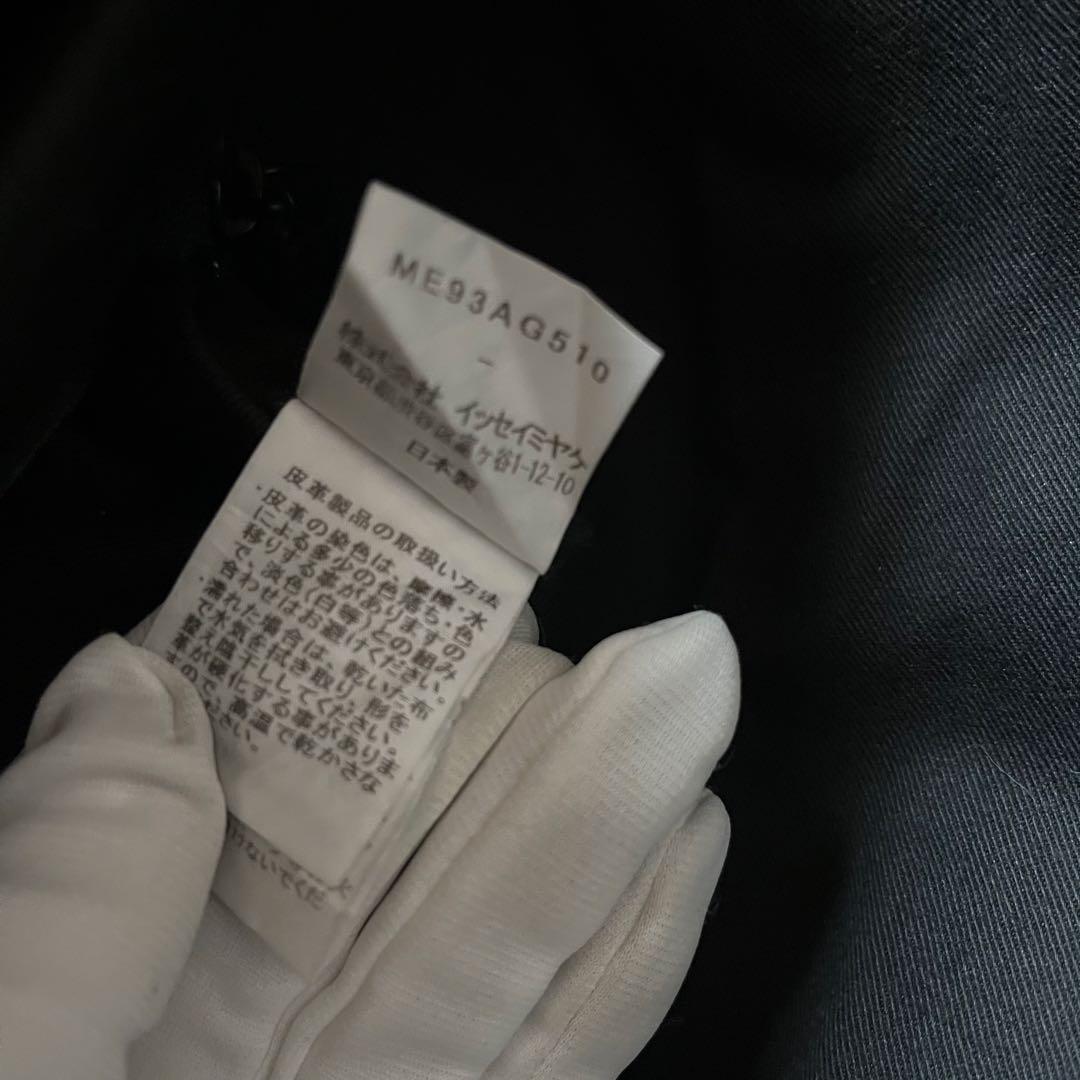 ME93AG510
-
株式会社 イッセイミヤケ
東京都渋谷区富ヶ谷1-12-10
日本製
皮革製品の取扱い方法
・皮革の染色は、摩擦・水
による多少の色落ち・色
移りする事がありますの
で、淡色(白等)との組み
合わせはお避けください。
・濡れた場合は、乾いた布
で水気を拭き取り、形を
整え陰干ししてください。
革が硬化する事がありま
すので、高温で乾かさな
ください。
行ないでくだ